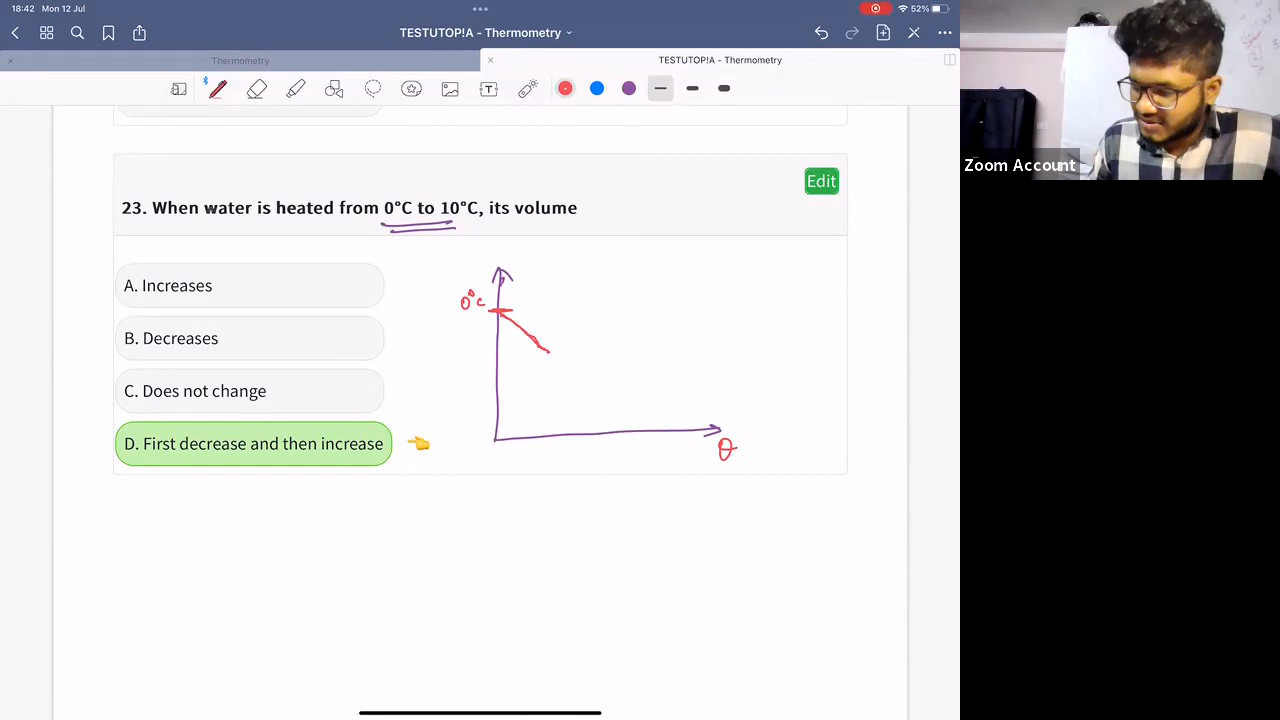 18:42 Mon 12 Jul
52%
TESTUTOP!A - Thermometry
Thermometry
TESTUTOP!A - Thermometry
T
Zoom Account
Edit
23. When water is heated from 0°C to 10°C, its volume
A. Increases
B. Decreases
C. Does not change
D. First decrease and then increase
0°C
θ